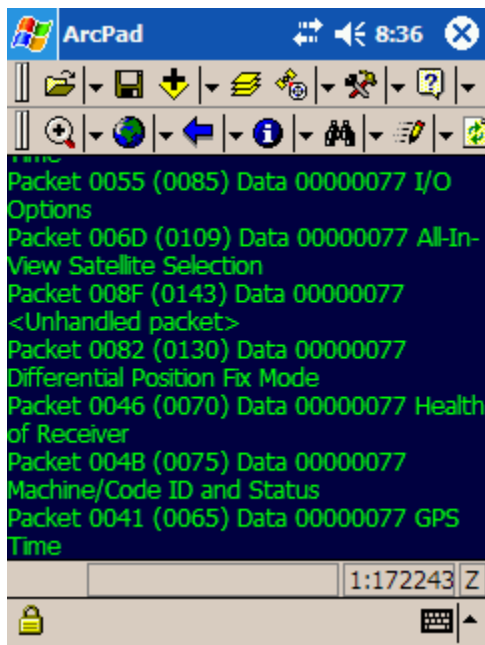 ArcPad 8:36
Time
Packet 0055 (0085) Data 00000077 I/O
Options
Packet 006D (0109) Data 00000077 All-In-
View Satellite Selection
Packet 008F (0143) Data 00000077
<Unhandled packet>
Packet 0082 (0130) Data 00000077
Differential Position Fix Mode
Packet 0046 (0070) Data 00000077 Health
of Receiver
Packet 004B (0075) Data 00000077
Machine/Code ID and Status
Packet 0041 (0065) Data 00000077 GPS
Time
1:172243 Z